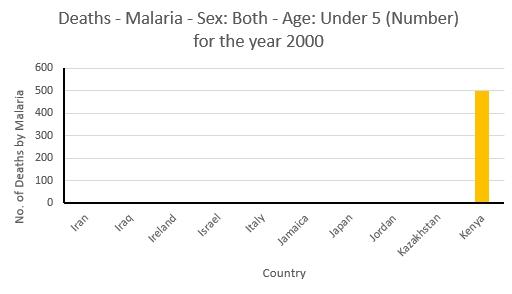 Deaths - Malaria - Sex: Both - Age: Under 5 (Number)
for the year 2000
No. of Deaths by Malaria
600
500
400
300
200
100
0
Iran
Iraq
Ireland
Israel
Italy
Jamaica
Japan
Jordan
Kazakhstan
Kenya
Country